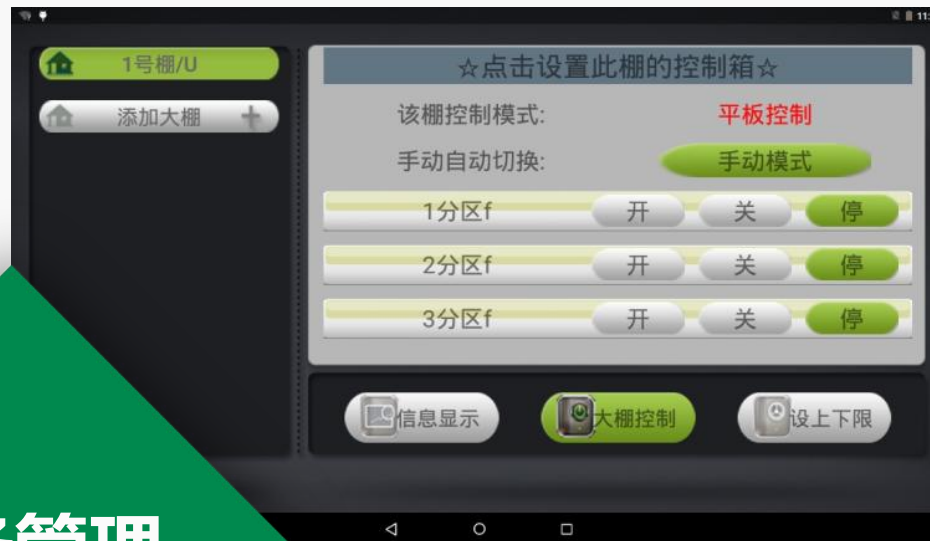 11:
1号棚/U
添加大棚
☆点击设置此棚的控制箱☆
该棚控制模式: 平板控制
手动自动切换: 手动模式
1分区f 开 关 停
2分区f 开 关 停
3分区f 开 关 停
信息显示 大棚控制 设上下限
管理